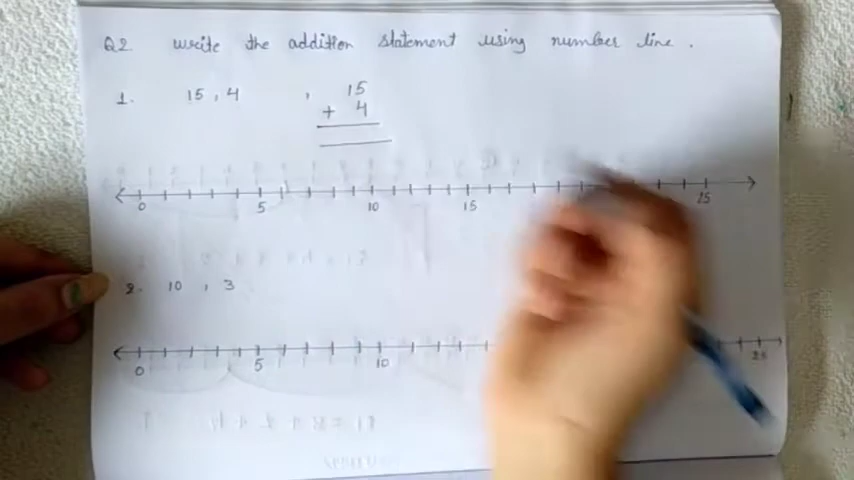 Q2 write the addition statement using number line.
1. 15, 4 , 15
+ 4
0 5 10 15 25
2. 10, 3
0 5 10 25